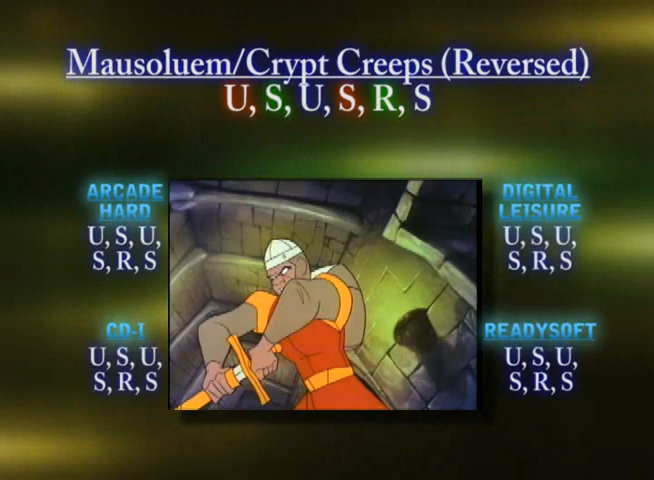 Mausoluem/Crypt Creeps (Reversed)
U, S, U, S, R, S
ARCADE
HARD
U, S, U,
S, R, S
DIGITAL
LEISURE
U, S, U,
S, R, S
CD-I
U, S, U,
S, R, S
READYSOFT
U, S, U,
S, R, S